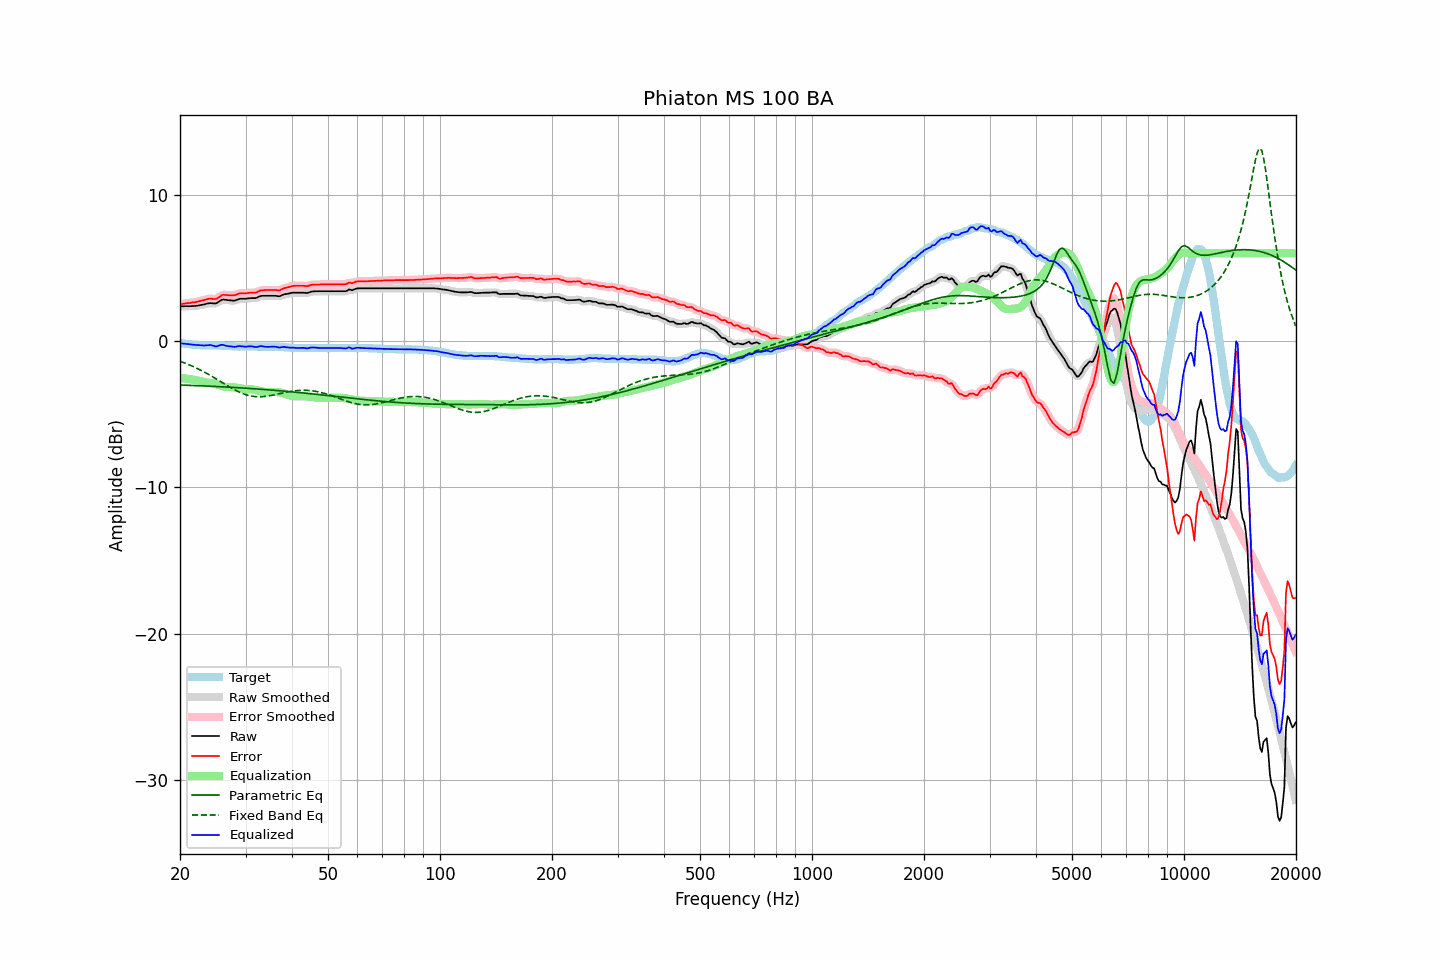 Phiaton MS 100 BA
Amplitude (dBr)
10
0
−10
−20
−30
Target
Raw Smoothed
Error Smoothed
Raw
Error
Equalization
Parametric Eq
Fixed Band Eq
Equalized
20 50 100 200 500 1000 2000 5000 10000 20000
Frequency (Hz)